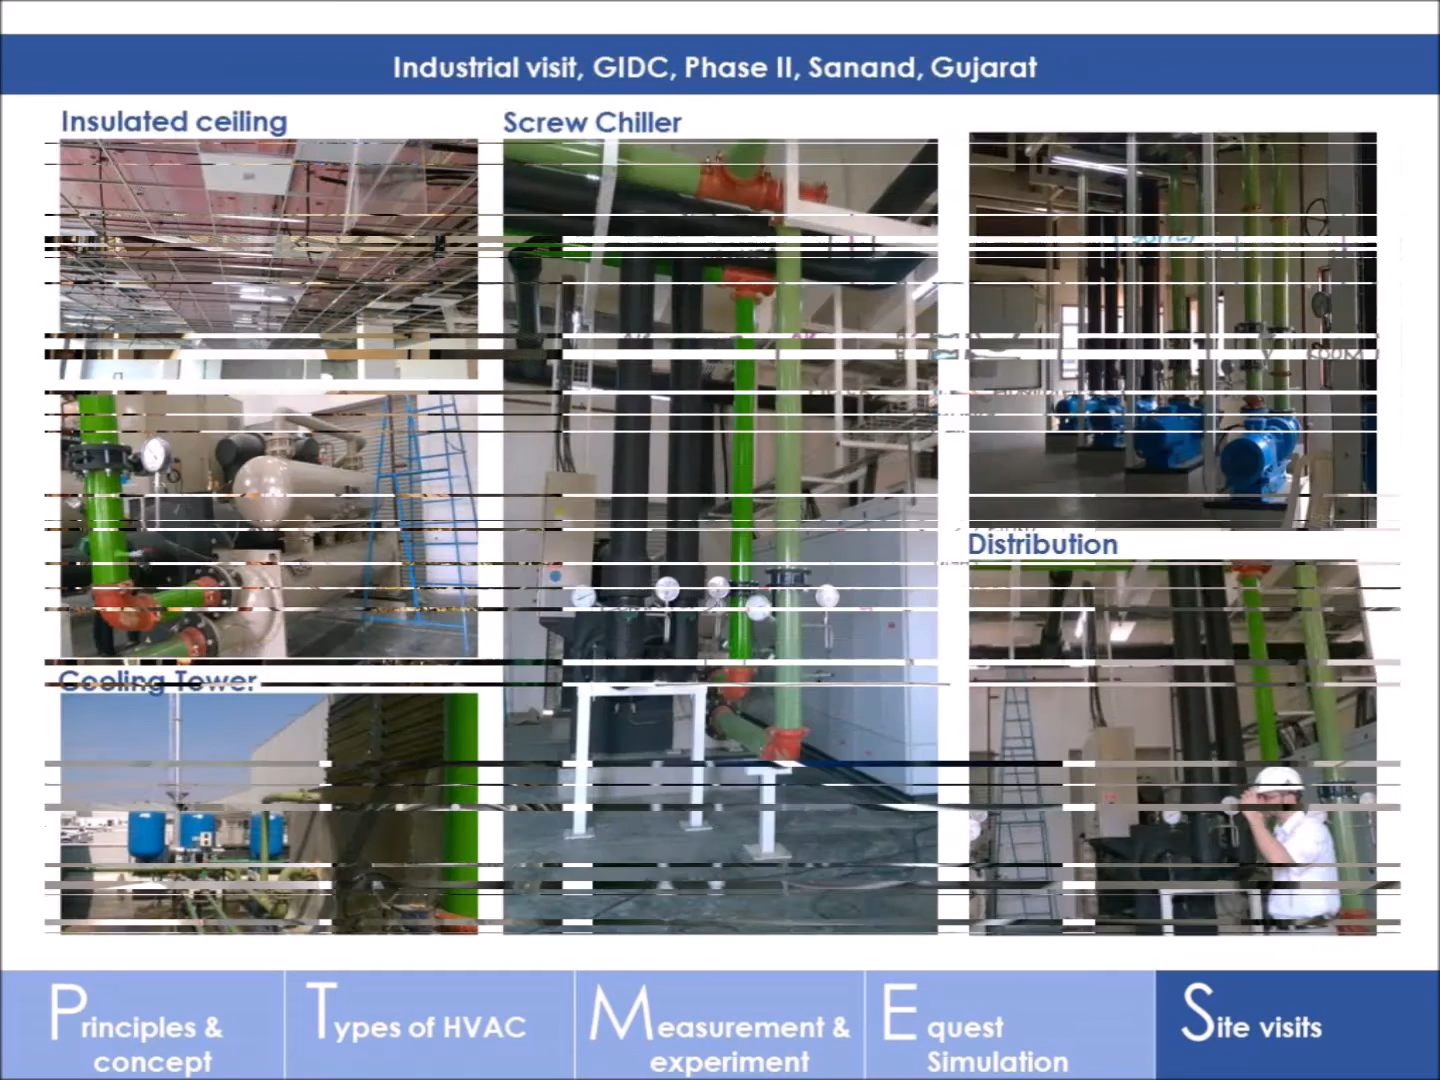 Industrial visit, GIDC, Phase II, Sanand, Gujarat
Insulated ceiling
Screw Chiller
Distribution
Cooling Tower
Principles & concept
Types of HVAC
Measurement & experiment
E quest Simulation
Site visits